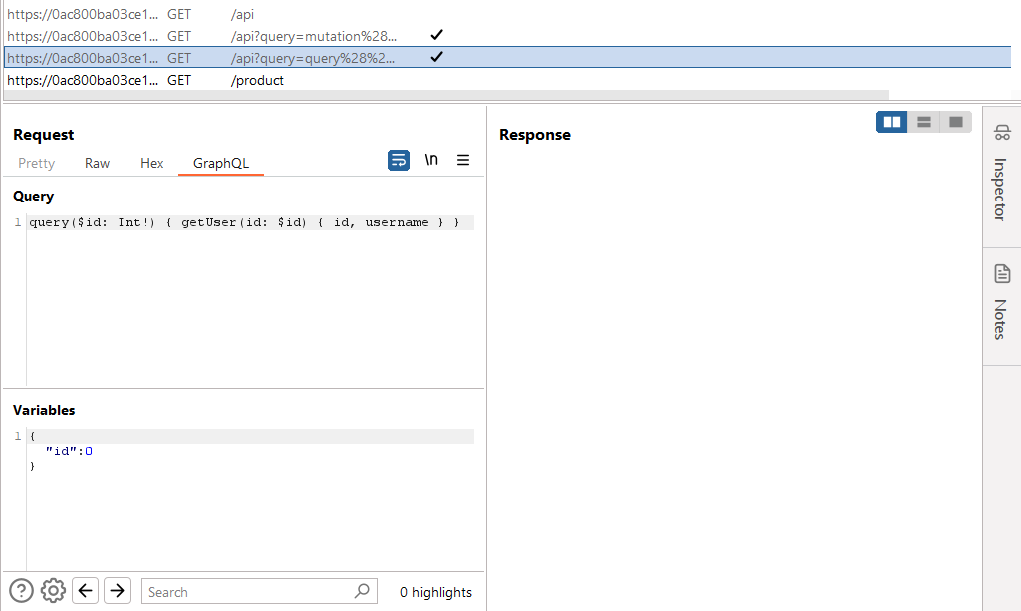 https://0ac800ba03ce1... GET /api
https://0ac800ba03ce1... GET /api?query=mutation%28...
https://0ac800ba03ce1... GET /api?query=query%28%2...
https://0ac800ba03ce1... GET /product
Request
Pretty Raw Hex GraphQL \n
Query
1 query($id: Int!) { getUser(id: $id) { id, username } }
Variables
1 {
"id":0
}
Search 0 highlights
Response
Inspector
Notes